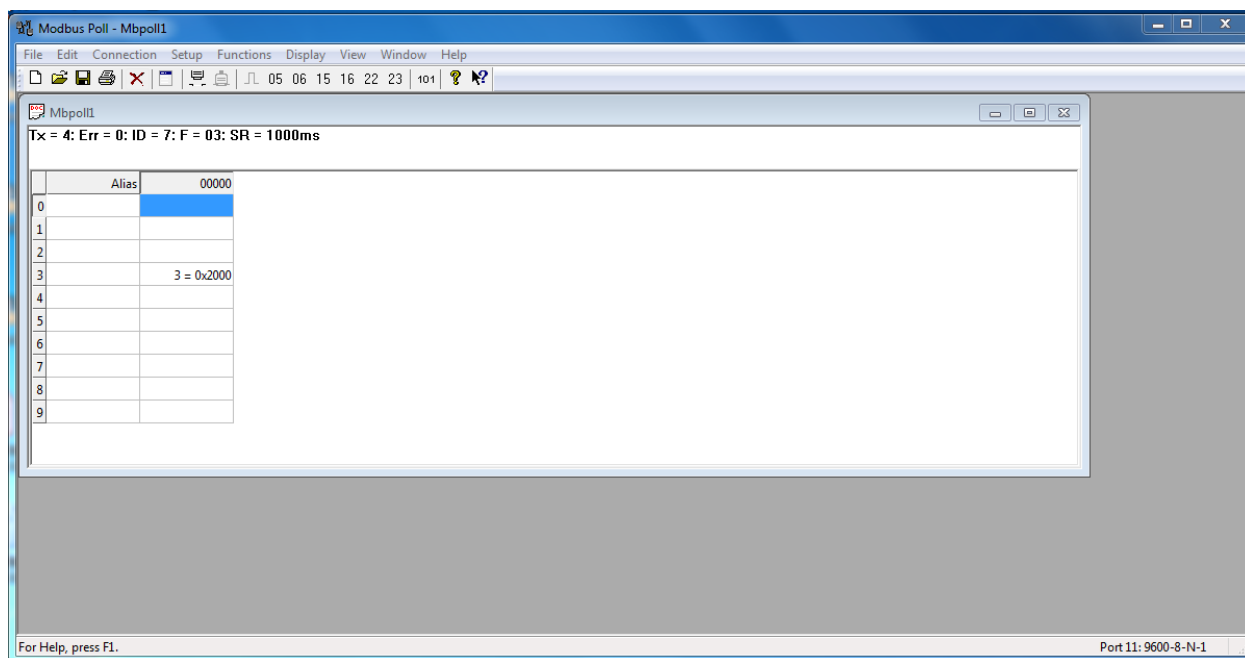 Modbus Poll - Mbpoll1
File Edit Connection Setup Functions Display View Window Help
05 06 15 16 22 23 101
Mbpoll1
Tx = 4: Err = 0: ID = 7: F = 03: SR = 1000ms
Alias 00000
0
1
2
3 3 = 0x2000
4
5
6
7
8
9
For Help, press F1. Port 11: 9600-8-N-1